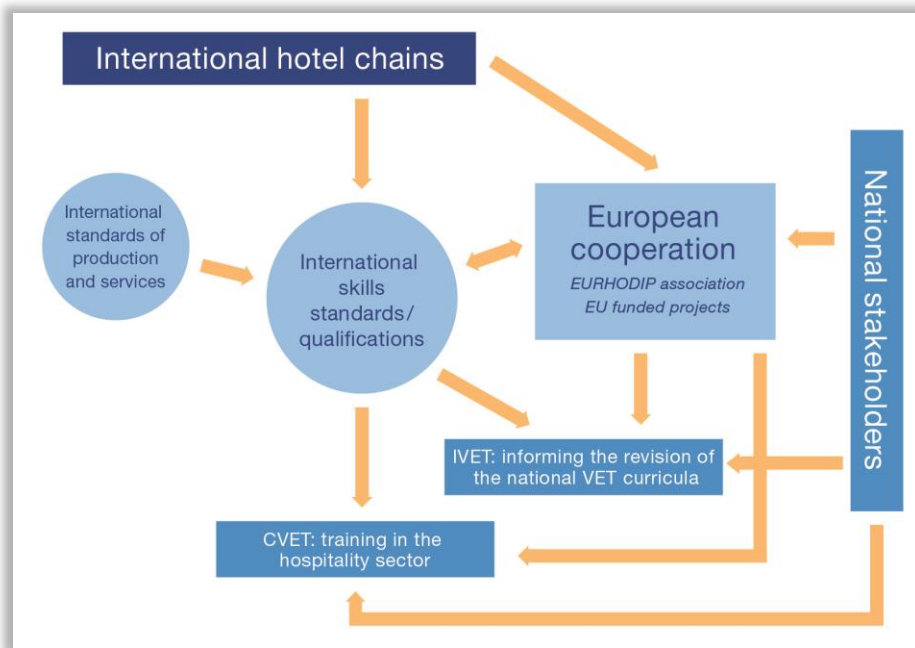 International hotel chains
International
standards of
production
and services
International
skills
standards/
qualifications
European
cooperation
EURHODIP association
EU funded projects
National stakeholders
IVET: informing the revision of
the national VET curricula
CVET: training in the
hospitality sector